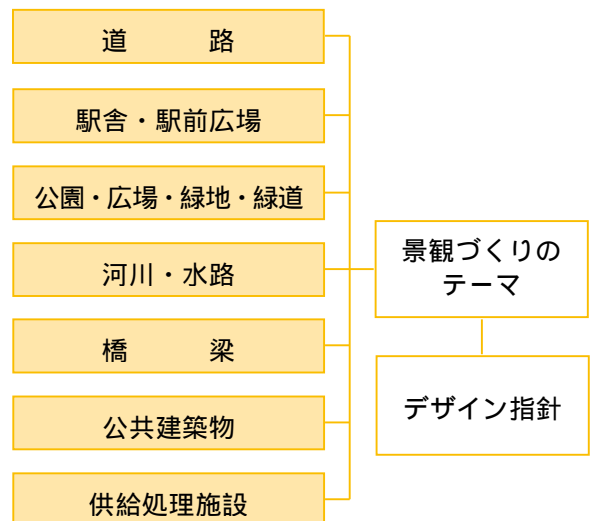 道　　路
駅舎・駅前広場
公園・広場・緑地・緑道
河川・水路
橋　　梁
公共建築物
供給処理施設
景観づくりの
テーマ
デザイン指針